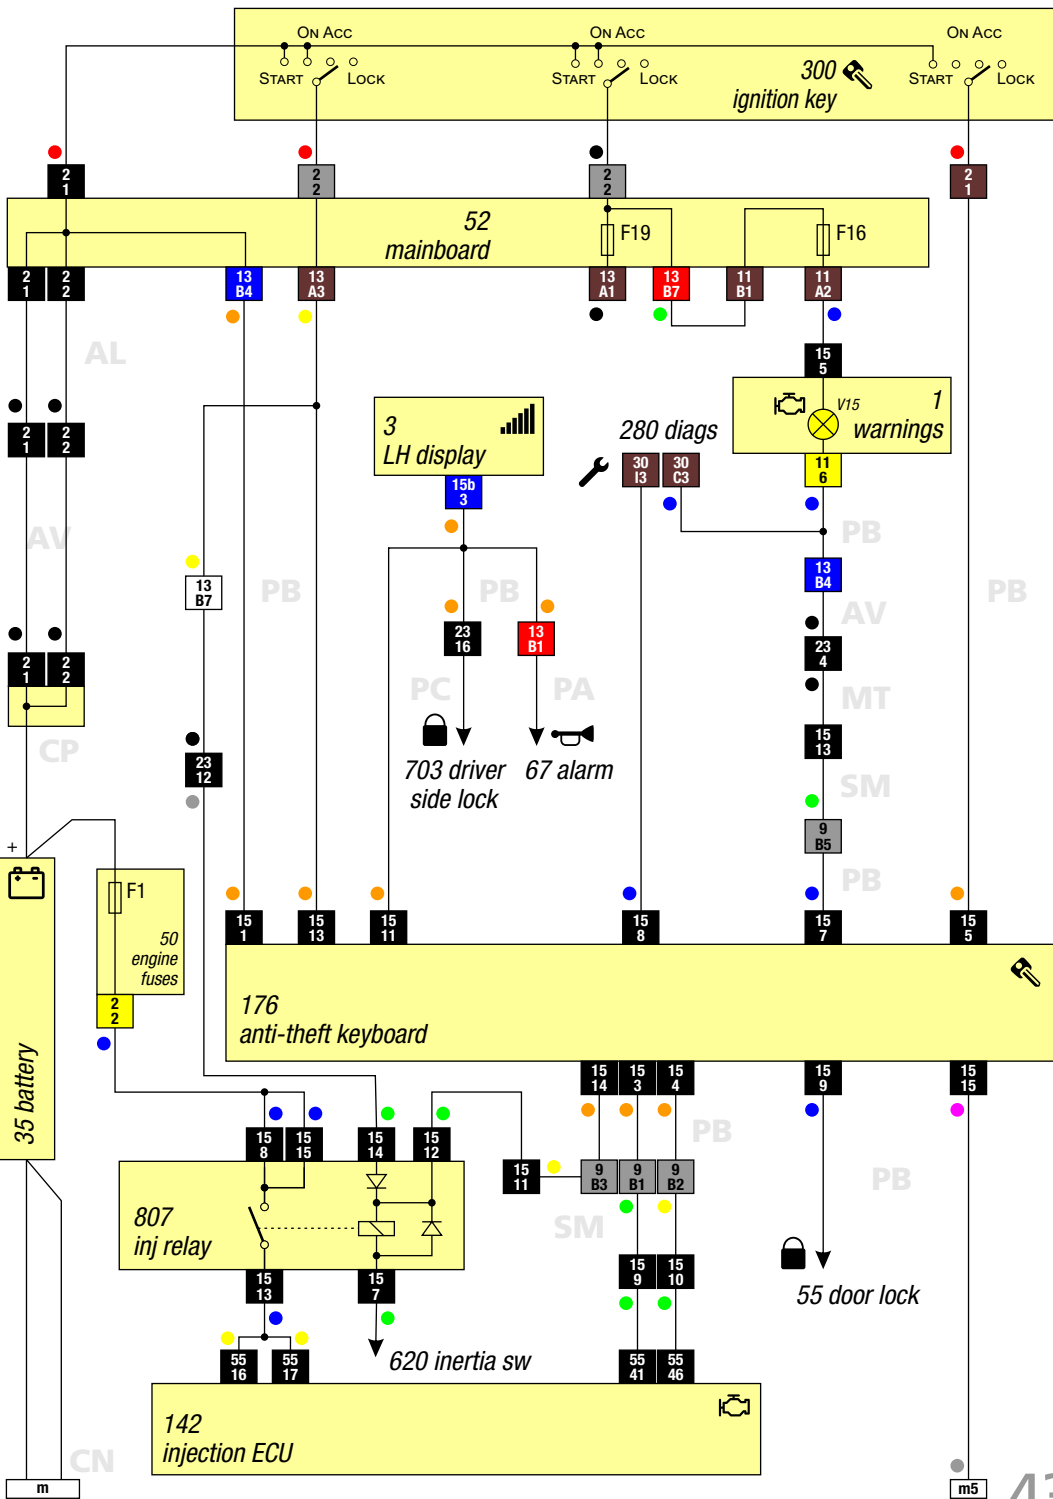 ON ACC
ON ACC
ON ACC
START
LOCK
START
LOCK
300
ignition key
START
LOCK
2
1
2
2
2
2
2
1
52
mainboard
F19
F16
2
1
2
2
13
B4
13
A3
13
A1
13
B7
11
B1
11
A2
AL
15
5
2
1
2
2
3
LH display
280 diags
V15
1
warnings
15b
3
30
I3
30
C3
11
6
AV
PB
13
B7
PB
PB
13
B4
PB
23
16
13
B1
AV
23
4
2
1
2
2
PC
PA
MT
CP
23
12
703 driver
side lock
67 alarm
15
13
SM
9
B5
+
F1
50
engine
fuses
PB
15
1
15
13
15
11
15
8
15
7
15
5
2
2
176
anti-theft keyboard
35 battery
15
14
15
3
15
4
15
9
15
15
15
8
15
15
15
14
15
12
PB
15
11
9
B3
9
B1
9
B2
PB
807
inj relay
SM
15
13
15
7
15
9
15
10
55 door lock
55
16
55
17
620 inertia sw
55
41
55
46
142
injection ECU
CN
m
m5